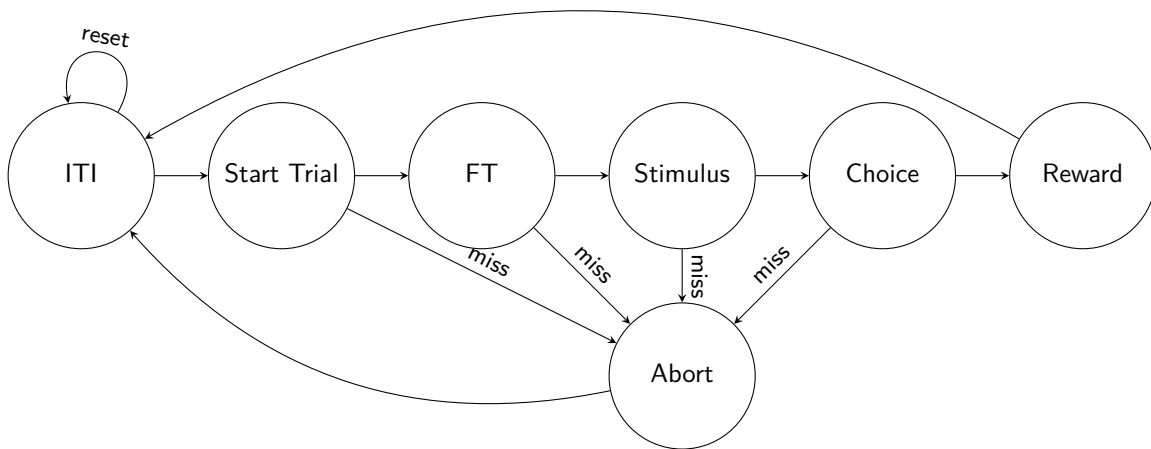 reset
ITI
Start Trial
FT
Stimulus
Choice
Reward
miss
miss
miss
miss
Abort